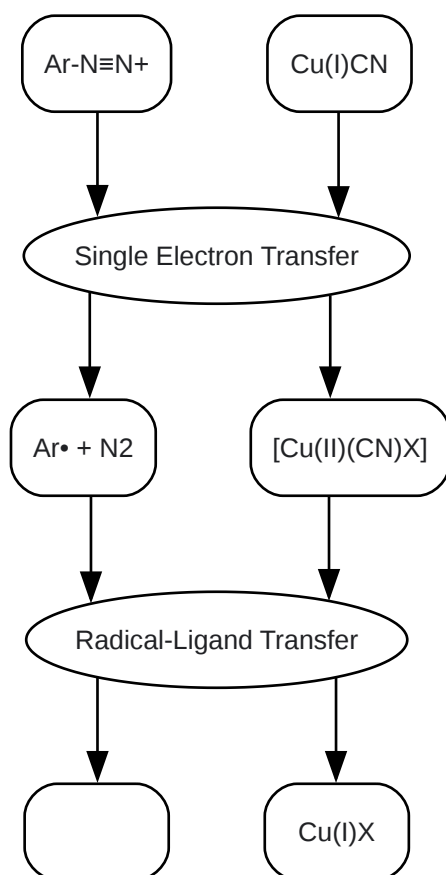 Ar-N≡N+
Cu(I)CN
Single Electron Transfer
Ar• + N2
[Cu(II)(CN)X]
Radical-Ligand Transfer
Cu(I)X